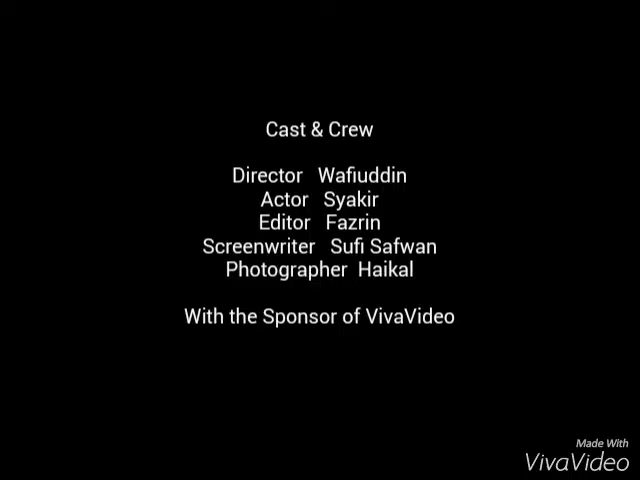 Cast & Crew
Director Wafiuddin
Actor Syakir
Editor Fazrin
Screenwriter Sufi Safwan
Photographer Haikal
With the Sponsor of VivaVideo
Made With
VivaVideo